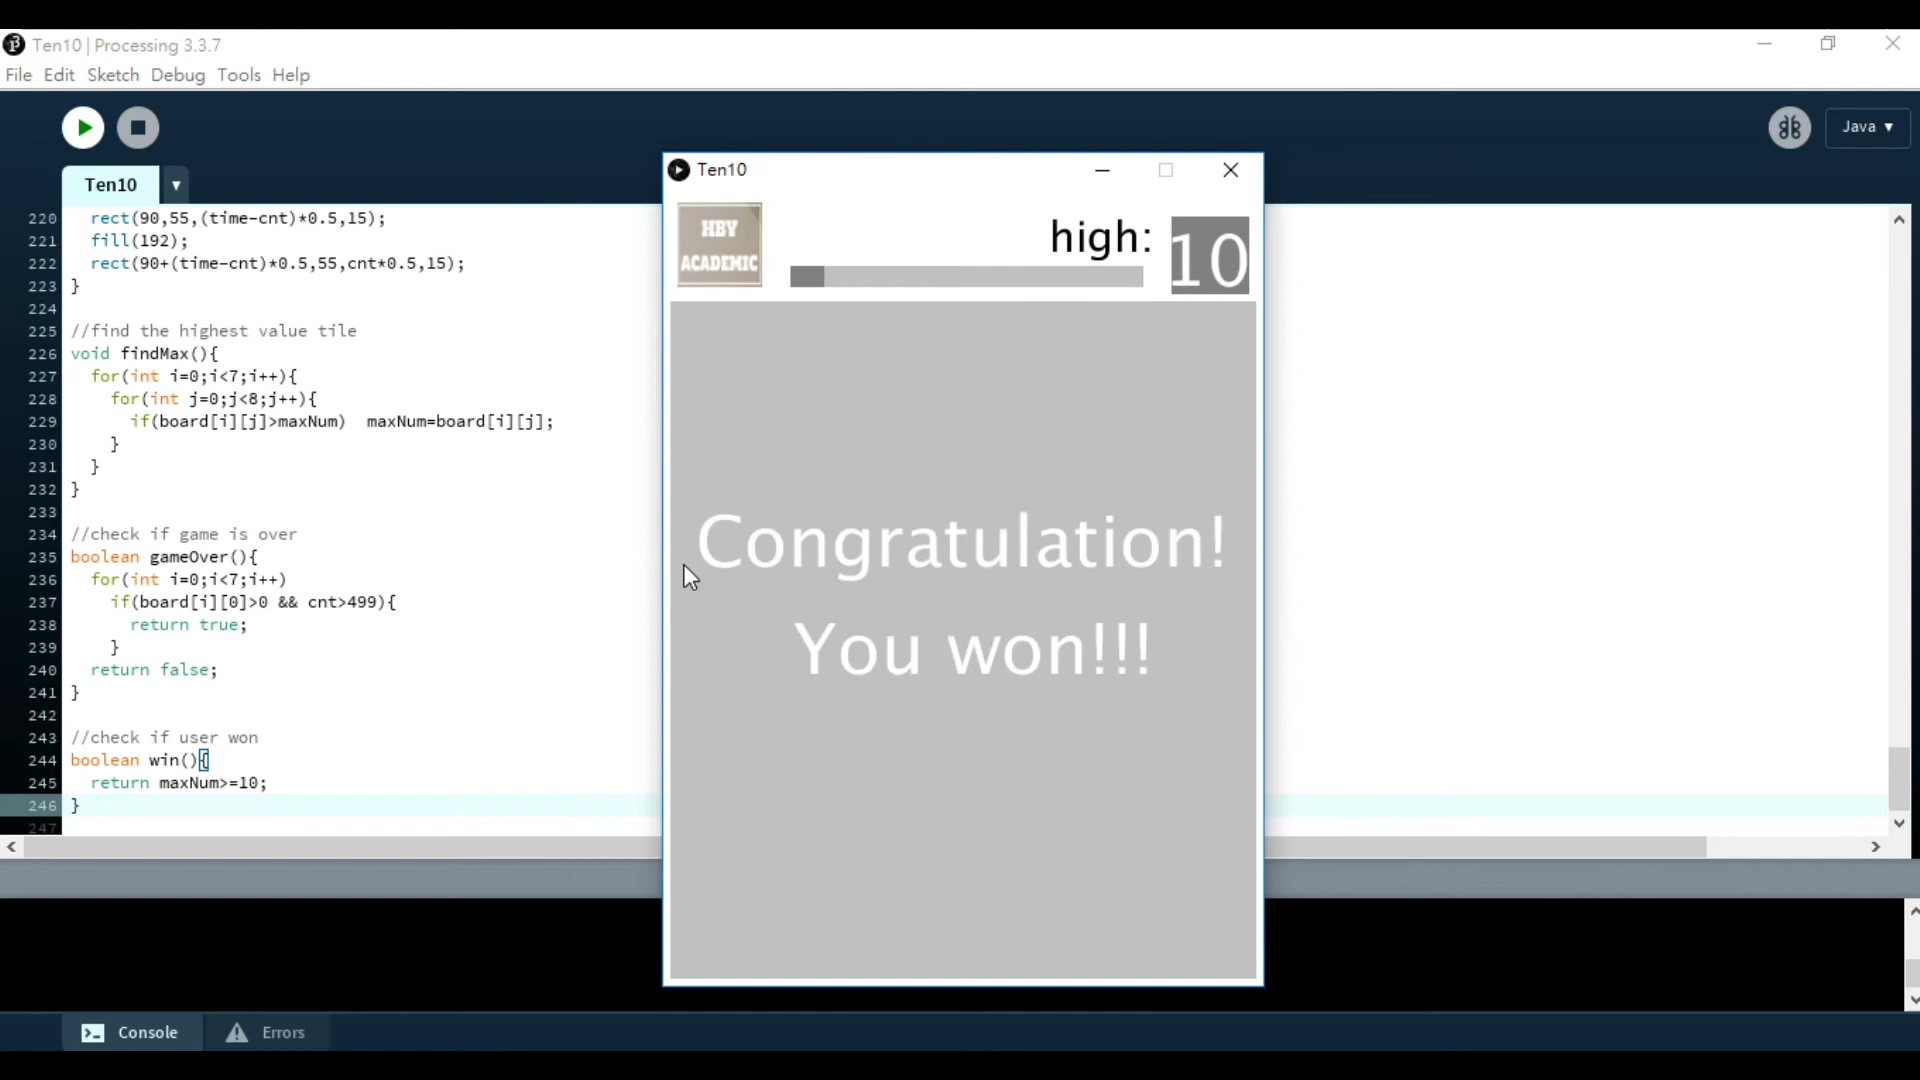 Ten10 | Processing 3.3.7
File Edit Sketch Debug Tools Help
Java ▾
Ten10
220 rect(90,55,(time-cnt)*0.5,15);
221 fill(192);
222 rect(90+(time-cnt)*0.5,55,cnt*0.5,15);
223 }
224
225 //find the highest value tile
226 void findMax(){
227 for(int i=0;i<7;i++){
228 for(int j=0;j<8;j++){
229 if(board[i][j]>maxNum) maxNum=board[i][j];
230 }
231 }
232 }
233
234 //check if game is over
235 boolean gameOver(){
236 for(int i=0;i<7;i++)
237 if(board[i][0]>0 && cnt>499){
238 return true;
239 }
240 return false;
241 }
242
243 //check if user won
244 boolean win(){
245 return maxNum>=10;
246 }
247
Ten10
HBY
ACADEMIC
high:
10
Congratulation!
You won!!!
Console
Errors